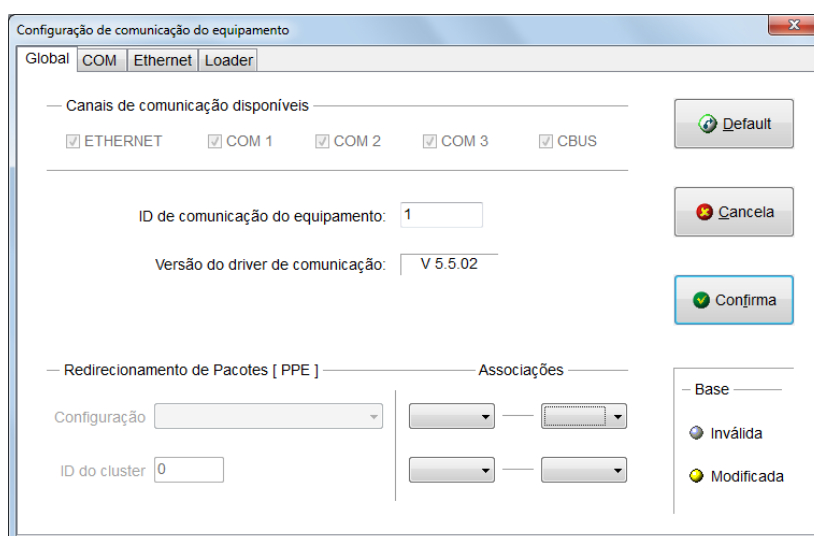 Configuração de comunicação do equipamento
x
Global COM Ethernet Loader
Canais de comunicação disponíveis
ETHERNET COM 1 COM 2 COM 3 CBUS
Default
ID de comunicação do equipamento: 1
Cancela
Versão do driver de comunicação: V 5.5.02
Confirma
Redirecionamento de Pacotes [ PPE ] Associações
Base
Configuração
Inválida
ID do cluster 0
Modificada